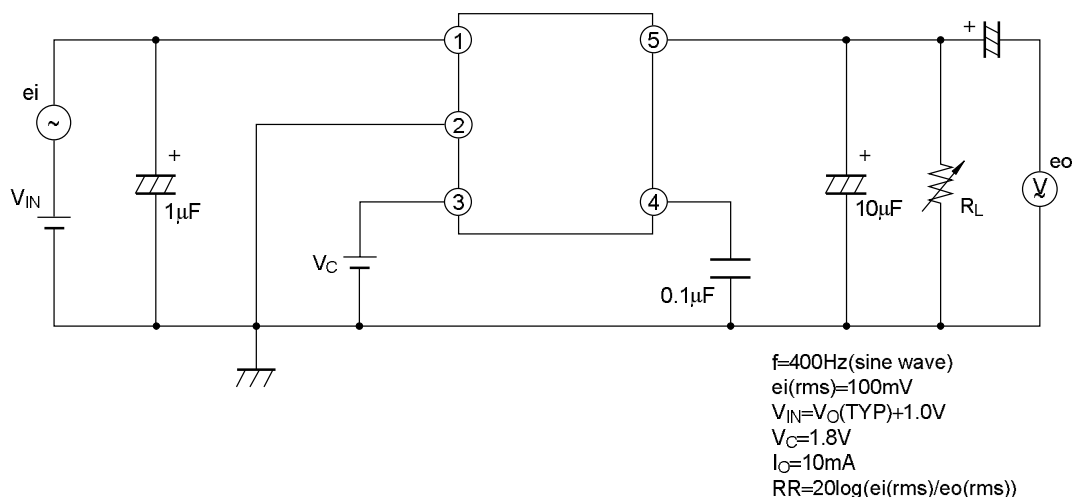 1
5
+
ei
~
2
+
+
eo
V
~
VIN
1μF
3
4
10μF
RL
VC
0.1μF
f=400Hz(sine wave)
ei(rms)=100mV
VIN=VO(TYP)+1.0V
VC=1.8V
IO=10mA
RR=20log(ei(rms)/eo(rms))